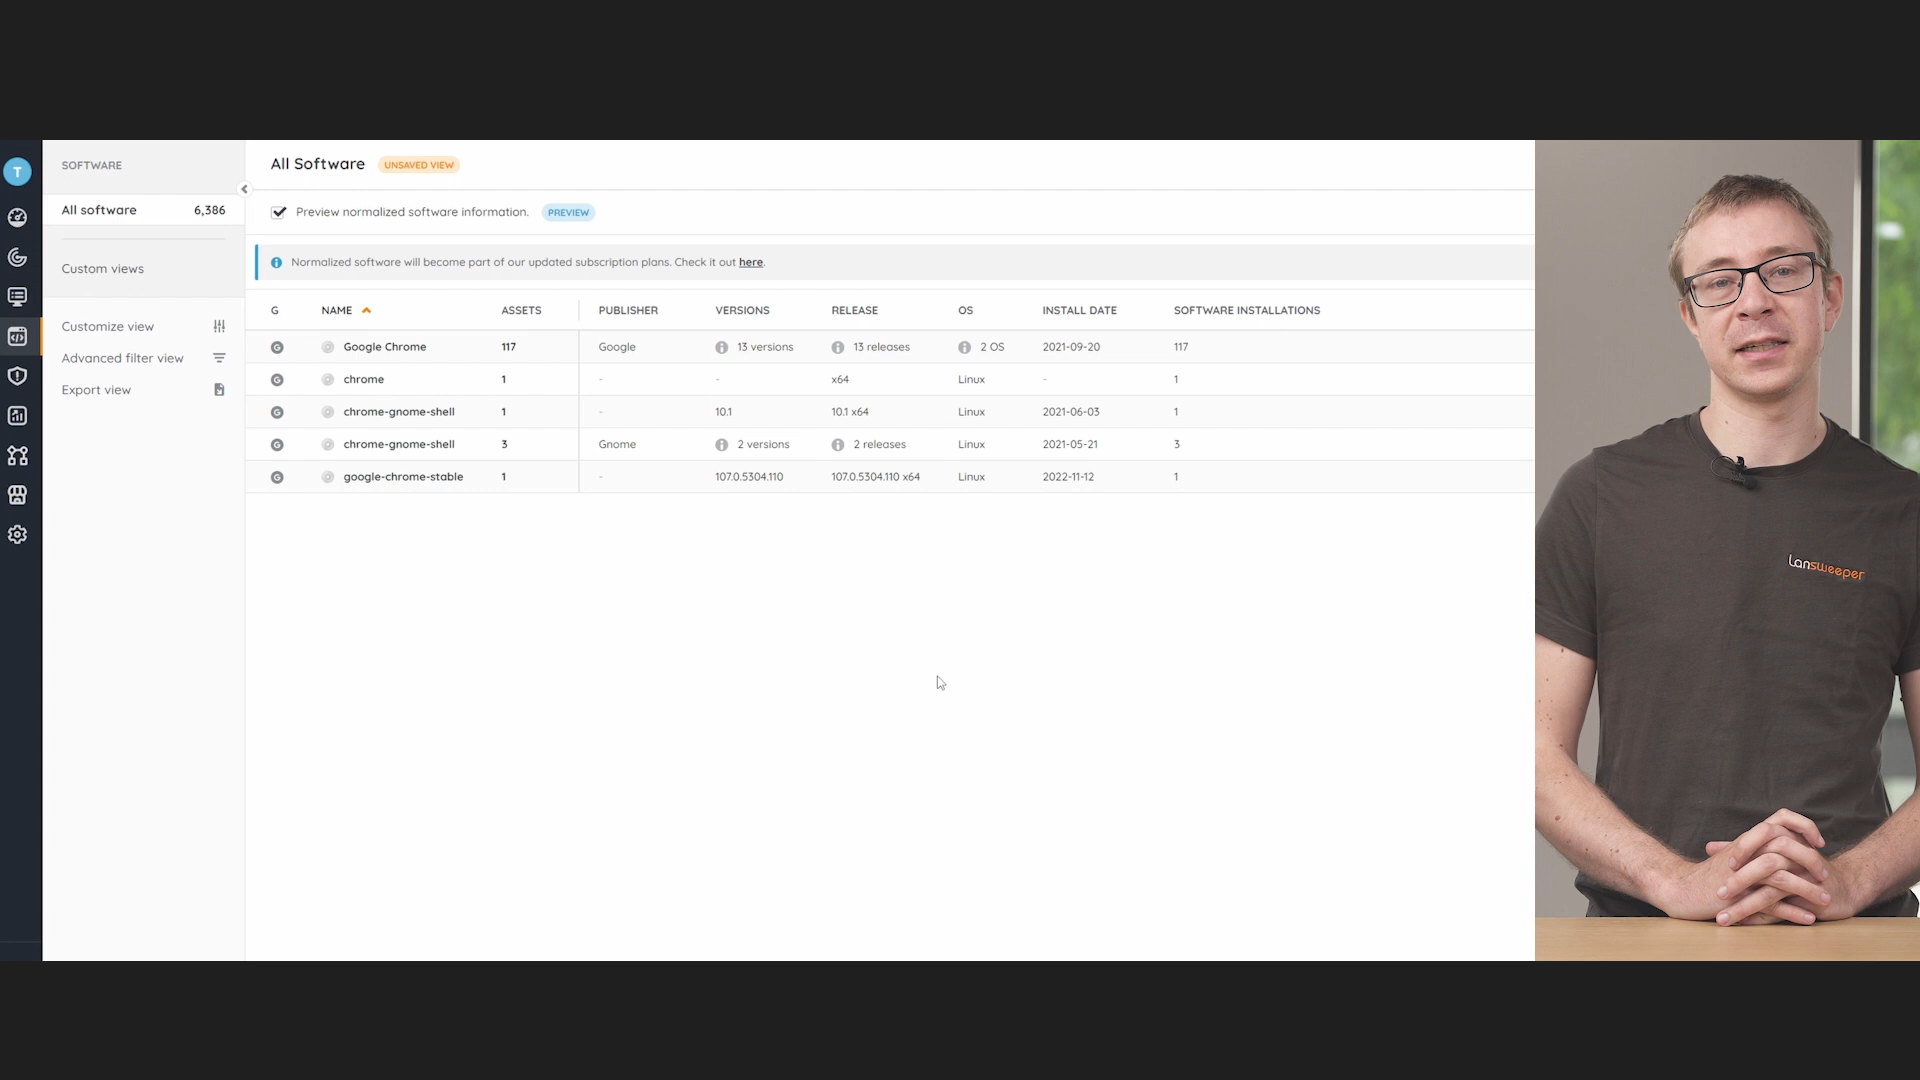 T
SOFTWARE
All software 6,386
Custom views
Customize view
Advanced filter view
Export view
All Software UNSAVED VIEW
Preview normalized software information. PREVIEW
Normalized software will become part of our updated subscription plans. Check it out here.
G NAME ASSETS PUBLISHER VERSIONS RELEASE OS INSTALL DATE SOFTWARE INSTALLATIONS
G Google Chrome 117 Google 13 versions 13 releases 2 OS 2021-09-20 117
G chrome 1 - - x64 Linux - 1
G chrome-gnome-shell 1 - 10.1 10.1 x64 Linux 2021-06-03 1
G chrome-gnome-shell 3 Gnome 2 versions 2 releases Linux 2021-05-21 3
G google-chrome-stable 1 - 107.0.5304.110 107.0.5304.110 x64 Linux 2022-11-12 1
Lansweeper